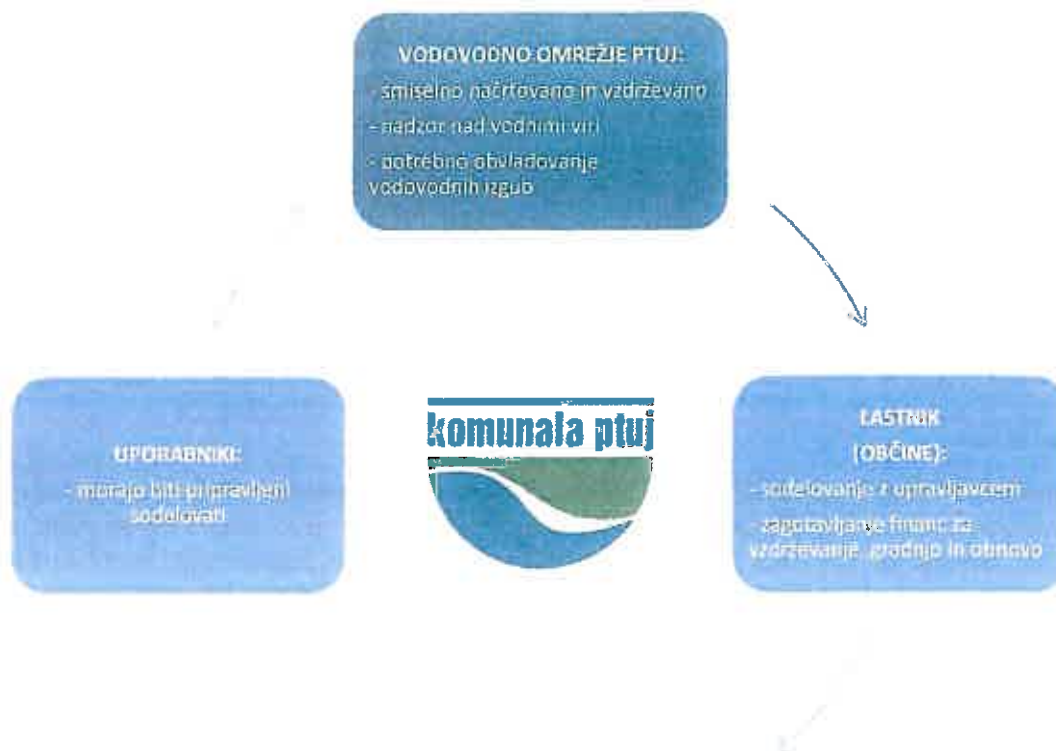 VODOVODNO OMREŽJE PTUJ:
- smiselno načrtovano in vzdrževano
- nadzor nad vodnimi viri
- potrebno obvladovanje
vodovodnih izgub
UPORABNIKI:
- morajo biti pripravljeni
sodelovati
komunala ptuj
LASTNIK
(OBČINE):
- sodelovanje z upravljavcem
- zagotavljanje financ za
vzdrževanje, gradnjo in obnovo